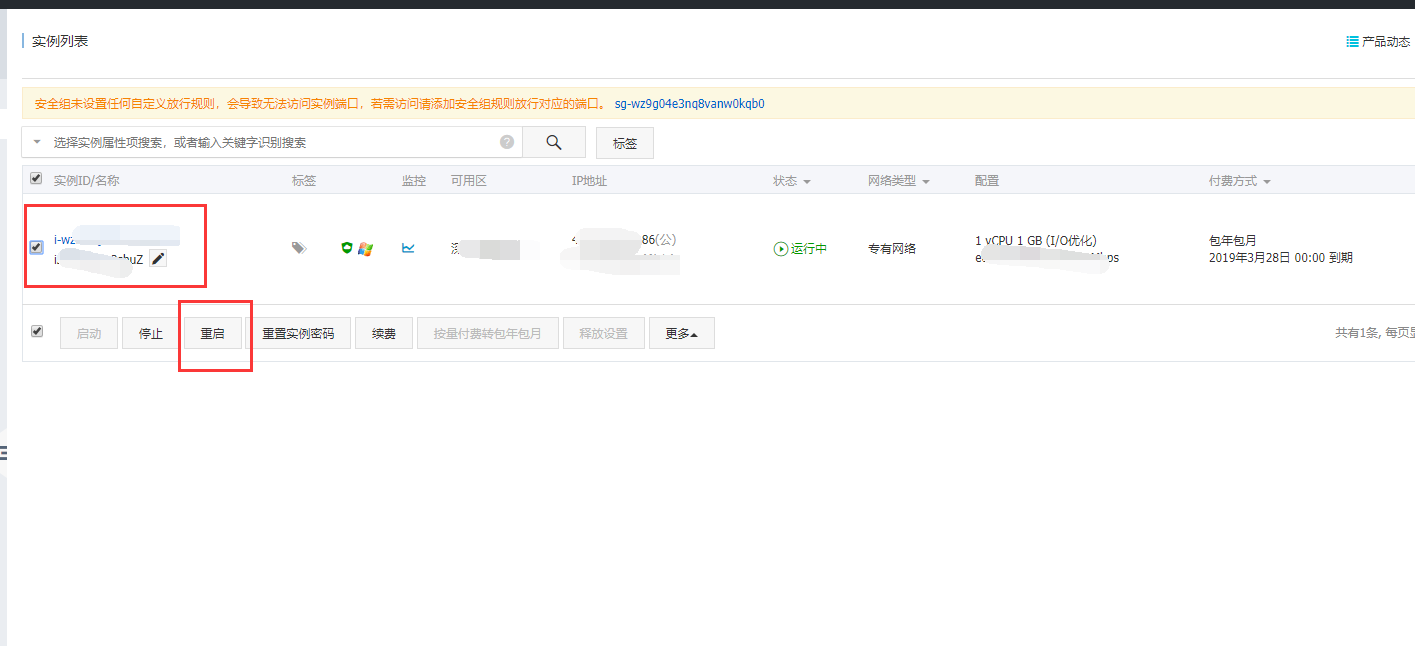 实例列表
产品动态
安全组未设置任何自定义放行规则，会导致无法访问实例端口，若需访问请添加安全组规则放行对应的端口。 sg-wz9g04e3nq8vanw0kqb0
选择实例属性项搜索，或者输入关键字识别搜索
标签
实例ID/名称 标签 监控 可用区 IP地址 状态 网络类型 配置 付费方式
i-wz
86(公)
运行中
专有网络
1 vCPU 1 GB (I/O优化)
包年包月
2019年3月28日 00:00 到期
启动 停止 重启 重置实例密码 续费 按量付费转包年包月 释放设置 更多
共有1条, 每页